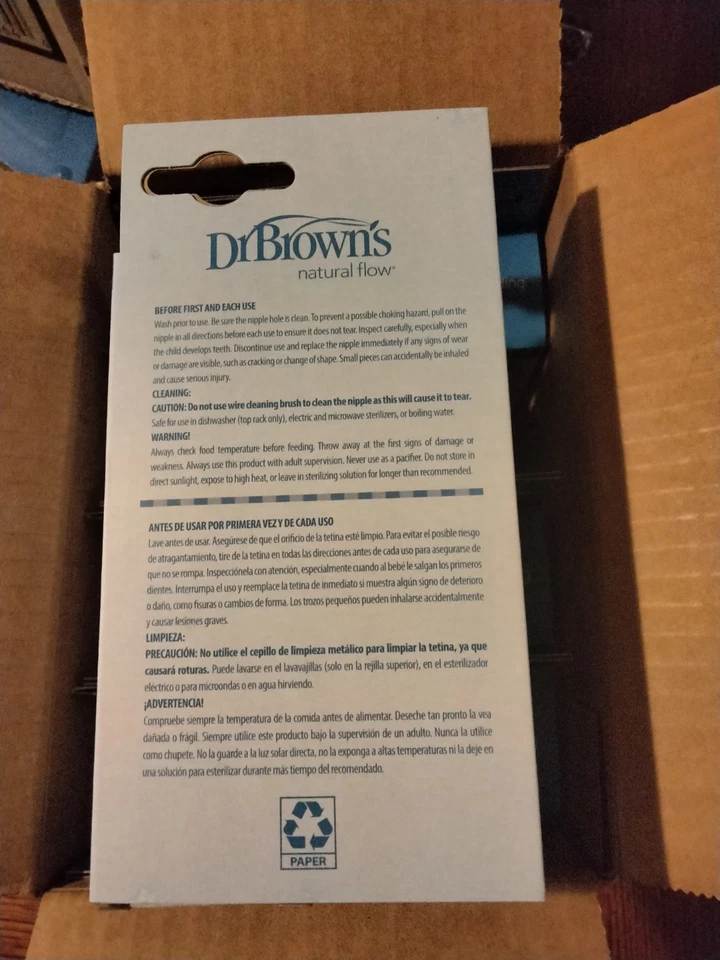 DrBrown's
natural flow®
BEFORE FIRST AND EACH USE
Wash prior to use. Be sure the nipple hole is clean. To prevent a possible choking hazard, pull on the
nipple in all directions before each use to ensure it does not tear. Inspect carefully, especially when
the child develops teeth. Discontinue use and replace the nipple immediately if any signs of wear
or damage are visible, such as cracking or change of shape. Small pieces can accidentally be inhaled
and cause serious injury.
CLEANING:
CAUTION: Do not use wire cleaning brush to clean the nipple as this will cause it to tear.
Safe for use in dishwasher (top rack only), electric and microwave sterilizers, or boiling water.
WARNING!
Always check food temperature before feeding. Throw away at the first signs of damage or
weakness. Always use this product with adult supervision. Never use as a pacifier. Do not store in
direct sunlight, expose to high heat, or leave in sterilizing solution for longer than recommended.
ANTES DE USAR POR PRIMERA VEZ Y DE CADA USO
Lave antes de usar. Asegúrese de que el orificio de la tetina esté limpio. Para evitar el posible riesgo
de atragantamiento, tire de la tetina en todas las direcciones antes de cada uso para asegurarse de
que no se rompa. Inspecciónela con atención, especialmente cuando al bebé le salgan los primeros
dientes. Interrumpa el uso y reemplace la tetina de inmediato si muestra algún signo de deterioro
o daño, como fisuras o cambios de forma. Los trozos pequeños pueden inhalarse accidentalmente
y causar lesiones graves.
LIMPIEZA:
PRECAUCIÓN: No utilice el cepillo de limpieza metálico para limpiar la tetina, ya que
causará roturas. Puede lavarse en el lavavajillas (solo en la rejilla superior), en el esterilizador
eléctrico o para microondas o en agua hirviendo.
¡ADVERTENCIA!
Compruebe siempre la temperatura de la comida antes de alimentar. Deseche tan pronto la vea
dañada o frágil. Siempre utilice este producto bajo la supervisión de un adulto. Nunca la utilice
como chupete. No la guarde a la luz solar directa, no la exponga a altas temperaturas ni la deje en
una solución para esterilizar durante más tiempo del recomendado.
PAPER